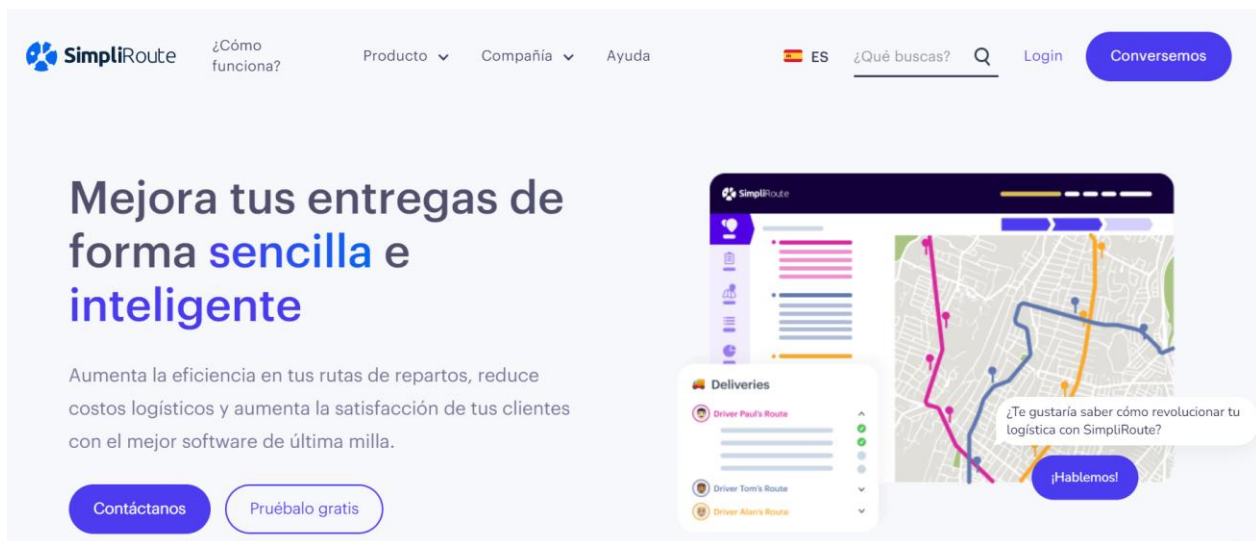 SimpliRoute
¿Cómo
funciona?
Producto
Compañía
Ayuda
ES
¿Qué buscas?
Login
Conversemos
Mejora tus entregas de
forma sencilla e
inteligente
Aumenta la eficiencia en tus rutas de repartos, reduce
costos logísticos y aumenta la satisfacción de tus clientes
con el mejor software de última milla.
Contáctanos
Pruébalo gratis
SimpliRoute
Deliveries
Driver Paul's Route
Driver Tom's Route
Driver Alan's Route
¿Te gustaría saber cómo revolucionar tu
logística con SimpliRoute?
¡Hablemos!